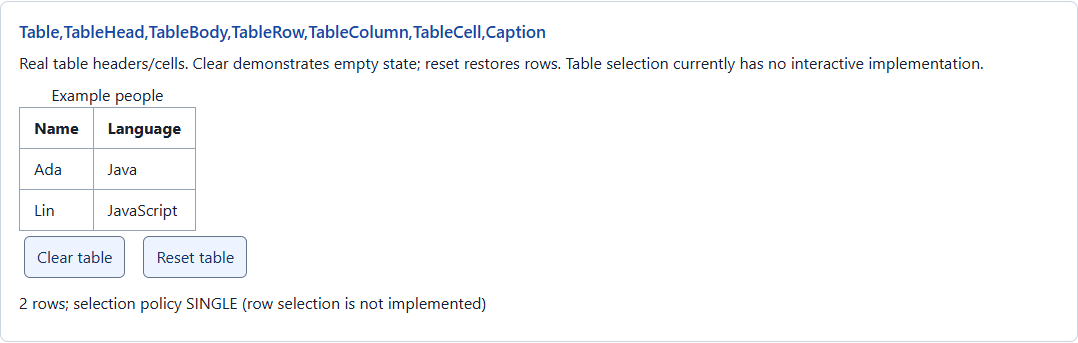 Table,TableHead,TableBody,TableRow,TableColumn,TableCell,Caption
Real table headers/cells. Clear demonstrates empty state; reset restores rows. Table selection currently has no interactive implementation.
Example people
Name Language
Ada Java
Lin JavaScript
Clear table Reset table
2 rows; selection policy SINGLE (row selection is not implemented)